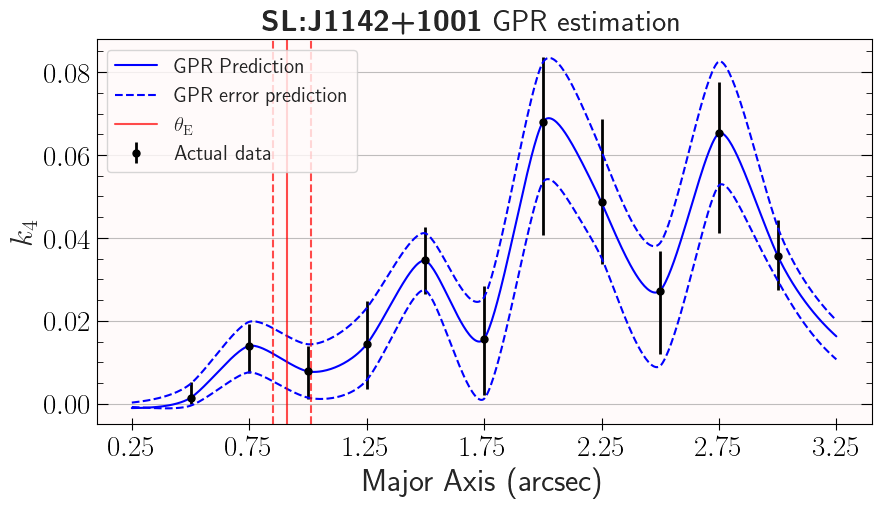 SL:J1142+1001 GPR estimation
GPR Prediction
GPR error prediction
θE
Actual data
0.08
0.06
0.04
0.02
0.00
k4
0.25 0.75 1.25 1.75 2.25 2.75 3.25
Major Axis (arcsec)